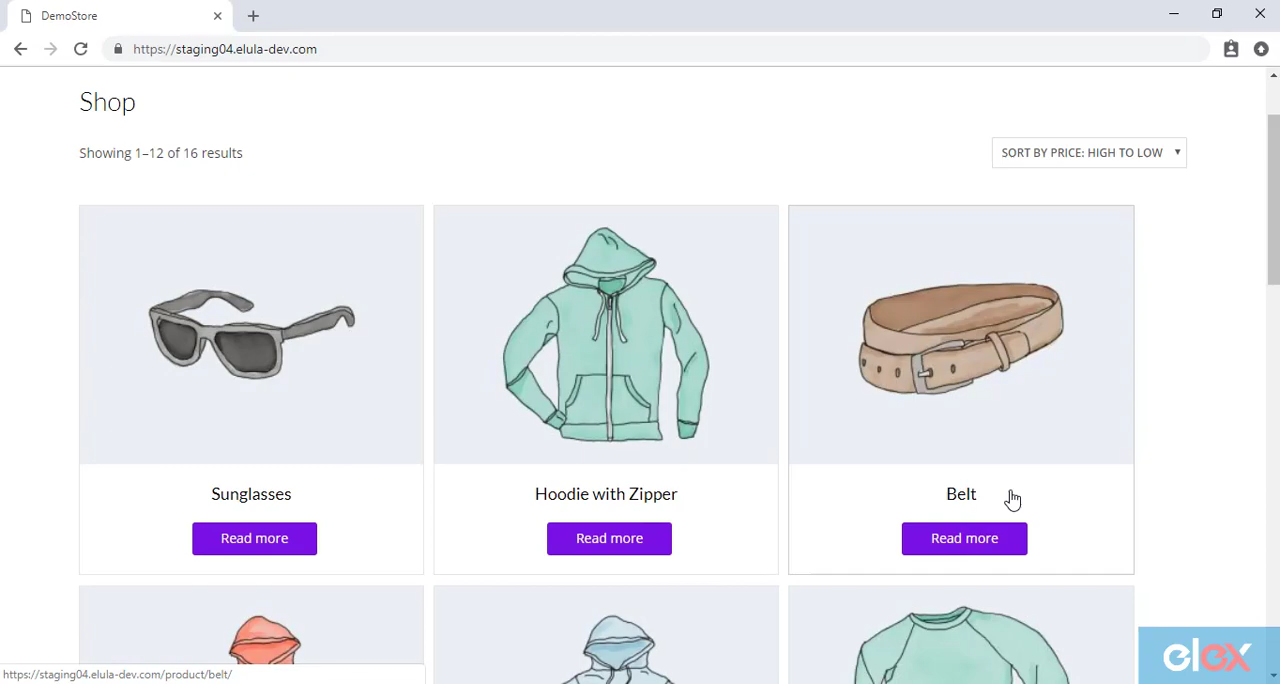 DemoStore
https://staging04.elula-dev.com
Shop
Showing 1–12 of 16 results
SORT BY PRICE: HIGH TO LOW
Sunglasses
Hoodie with Zipper
Belt
Read more
Read more
Read more
https://staging04.elula-dev.com/product/belt/
elex